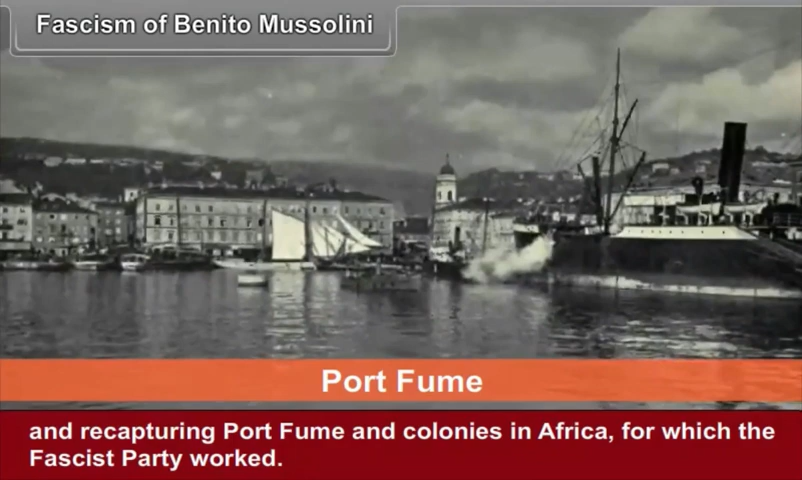 Fascism of Benito Mussolini
Port Fume
and recapturing Port Fume and colonies in Africa, for which the
Fascist Party worked.